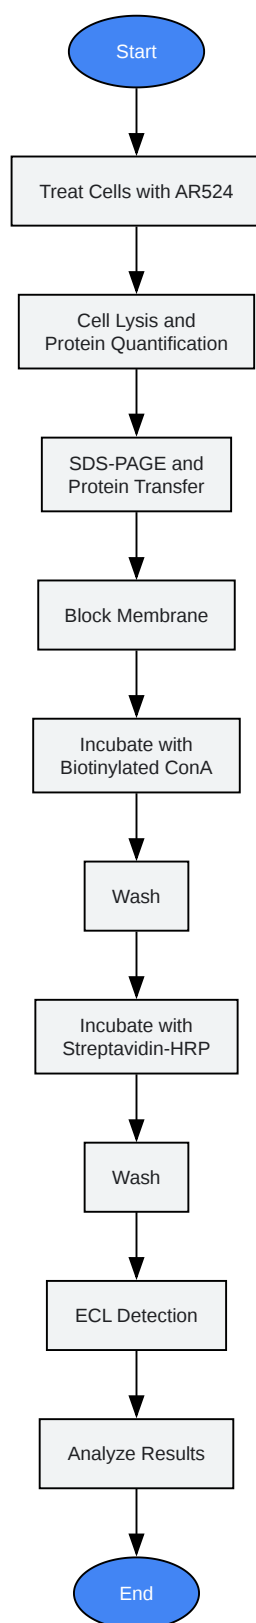 Start
Treat Cells with AR524
Cell Lysis and
Protein Quantification
SDS-PAGE and
Protein Transfer
Block Membrane
Incubate with
Biotinylated ConA
Wash
Incubate with
Streptavidin-HRP
Wash
ECL Detection
Analyze Results
End